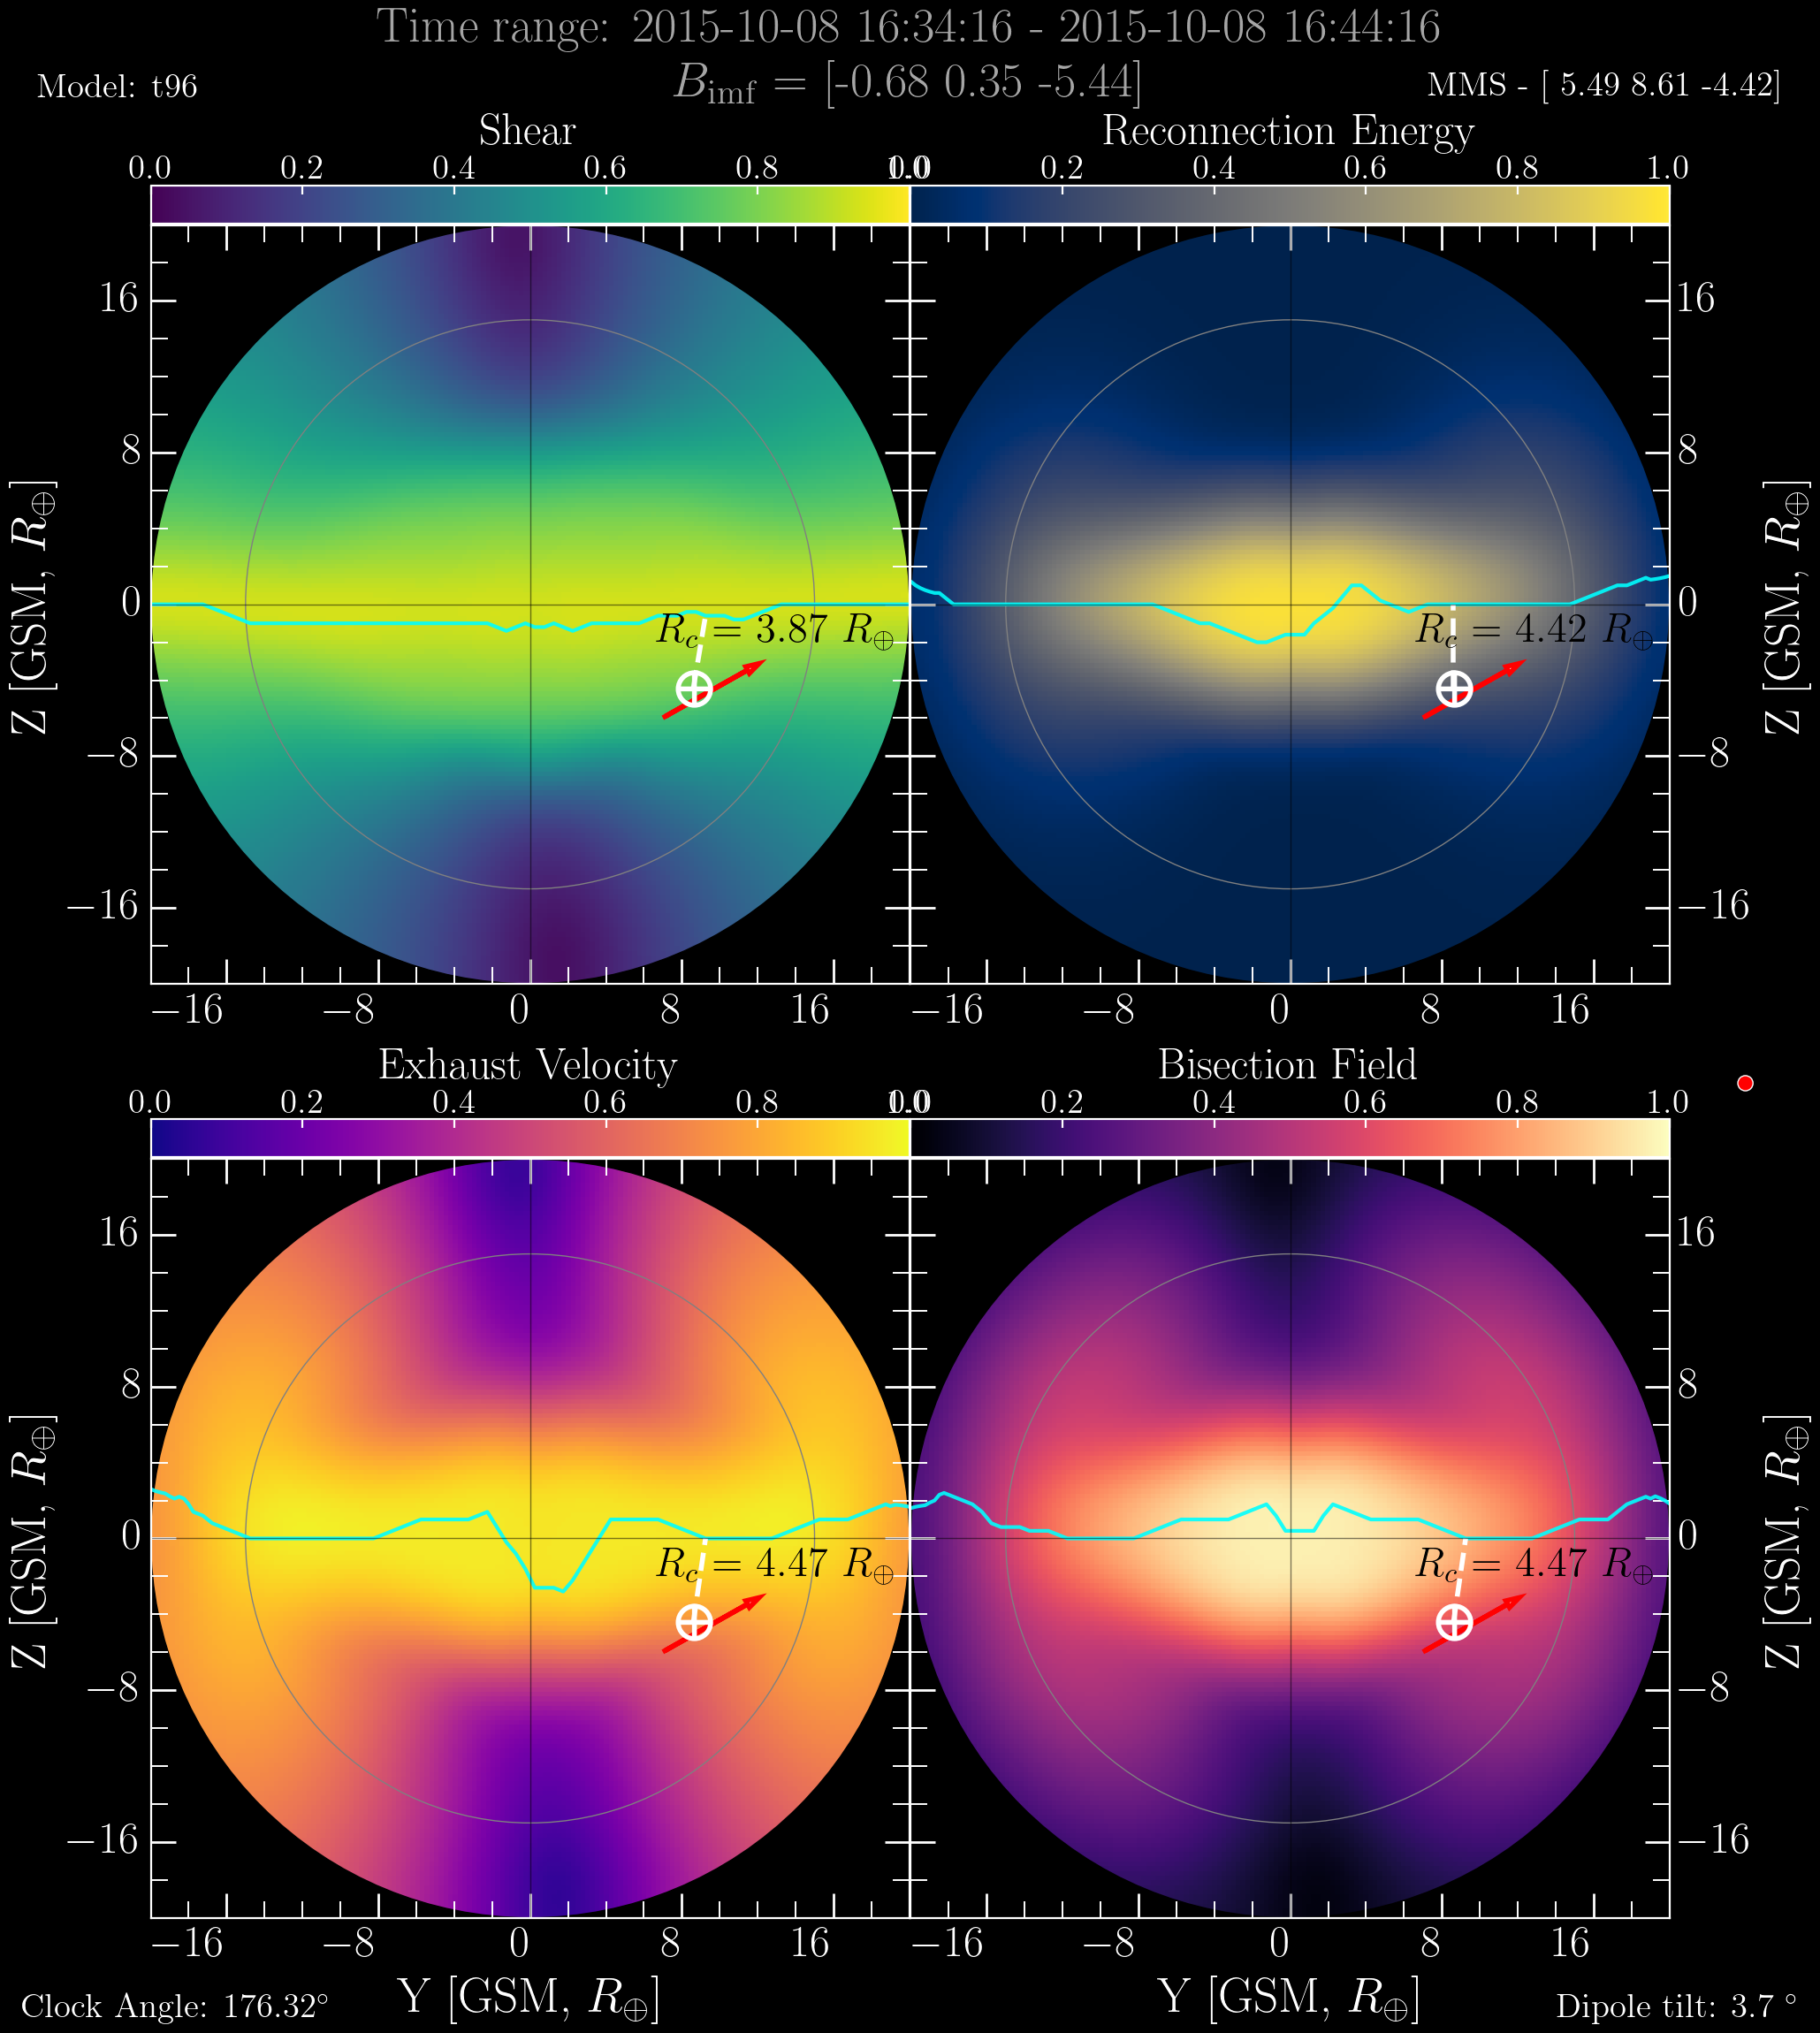 Time range: 2015-10-08 16:34:16 - 2015-10-08 16:44:16
Model: t96
B_imf = [-0.68 0.35 -5.44]
MMS - [ 5.49 8.61 -4.42]
Shear
Reconnection Energy
0.0 0.2 0.4 0.6 0.8 1.0
0.0 0.2 0.4 0.6 0.8 1.0
16
8
0
−8
−16
Z [GSM, R⊕]
R_c = 3.87 R⊕
−16 −8 0 8 16
R_c = 4.42 R⊕
16
8
0
−8
−16
Z [GSM, R⊕]
−16 −8 0 8 16
Exhaust Velocity
Bisection Field
0.0 0.2 0.4 0.6 0.8 1.0
0.0 0.2 0.4 0.6 0.8 1.0
16
8
0
−8
−16
Z [GSM, R⊕]
R_c = 4.47 R⊕
−16 −8 0 8 16
Y [GSM, R⊕]
R_c = 4.47 R⊕
16
8
0
−8
−16
Z [GSM, R⊕]
−16 −8 0 8 16
Y [GSM, R⊕]
Clock Angle: 176.32°
Dipole tilt: 3.7 °